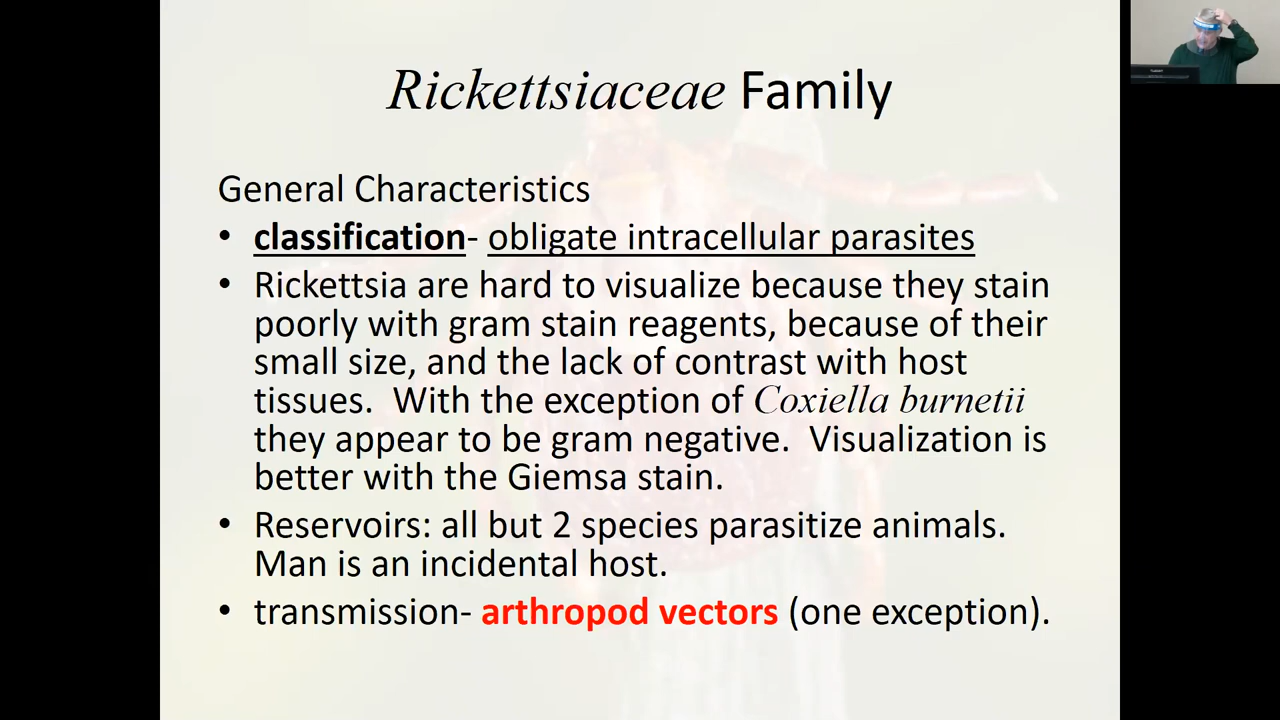 Rickettsiaceae Family
General Characteristics
• classification- obligate intracellular parasites
• Rickettsia are hard to visualize because they stain
poorly with gram stain reagents, because of their
small size, and the lack of contrast with host
tissues.  With the exception of Coxiella burnetii
they appear to be gram negative.  Visualization is
better with the Giemsa stain.
• Reservoirs: all but 2 species parasitize animals.
Man is an incidental host.
• transmission- arthropod vectors (one exception).